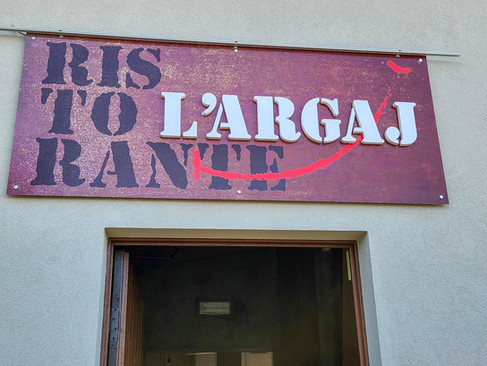 RIS
TO
RANTE
L'ARGAJ